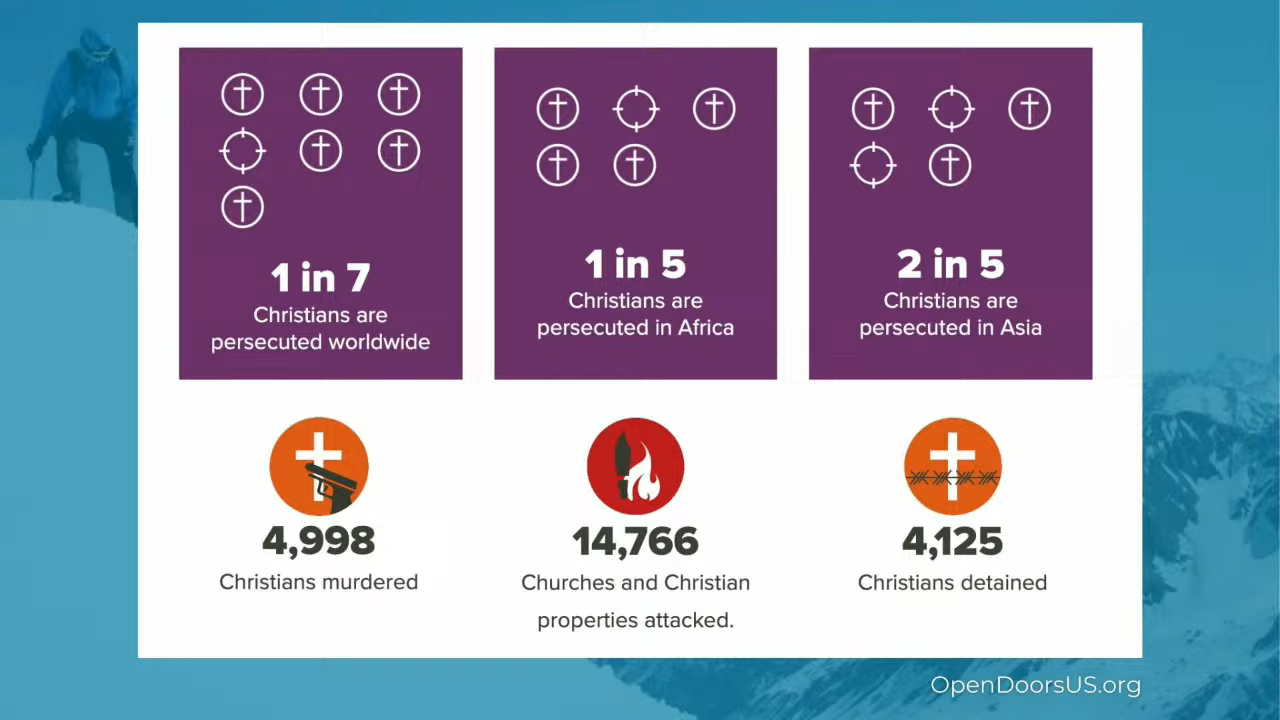 1 in 7
Christians are
persecuted worldwide
1 in 5
Christians are
persecuted in Africa
2 in 5
Christians are
persecuted in Asia
4,998
Christians murdered
14,766
Churches and Christian
properties attacked.
4,125
Christians detained
OpenDoorsUS.org